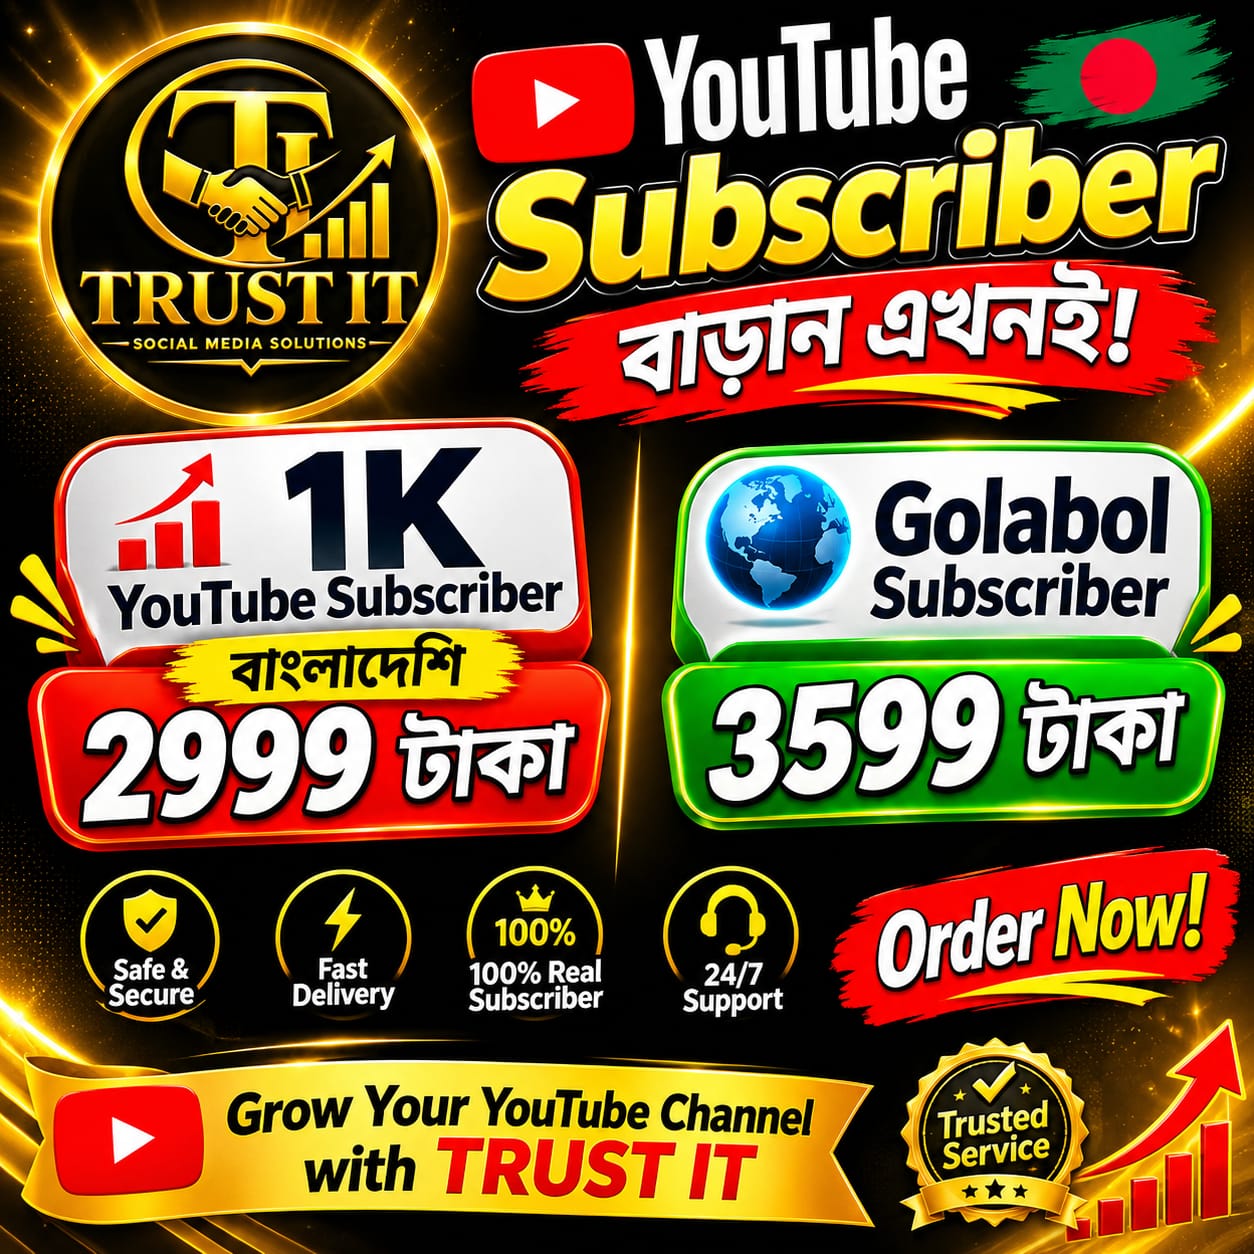 TI
TRUST IT
SOCIAL MEDIA SOLUTIONS
YouTube
Subscriber
বাড়ান এখনই!
1K
YouTube Subscriber
বাংলাদেশি
2999 টাকা
Golabol
Subscriber
3599 টাকা
Safe &
Secure
Fast
Delivery
100%
100% Real
Subscriber
24/7
Support
Order Now!
Grow Your YouTube Channel
with TRUST IT
Trusted
Service